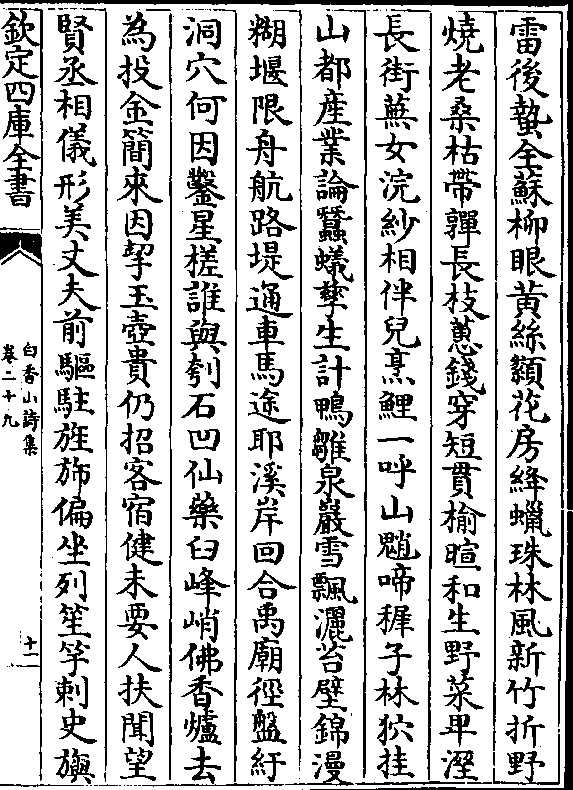 雷後蟄全蘇柳眼黄絲纇花房絳蠟珠林風新竹折野
燒老桑枯帶亸長枝蕙錢穿短貫榆暄和生野菜卑溼
長街蕪女浣紗相伴兒烹鯉一呼山魈啼稺子林狖挂
山都産業論蠶蟻孳生計鴨雛泉巖雪飄灑苔壁錦漫
糊堰限舟航路堤通車馬途耶溪岸回合禹廟徑盤紆
洞穴何因鑿星槎誰與刳石凹仙藥臼峰峭佛香爐去
為投金簡來因挈玉壺貴仍招客宿健未要人扶聞望
賢丞相儀形美丈夫前驅駐旌斾偏坐列笙竽刺史旟
欽定四庫全書
白香山詩集
卷二十九
十一